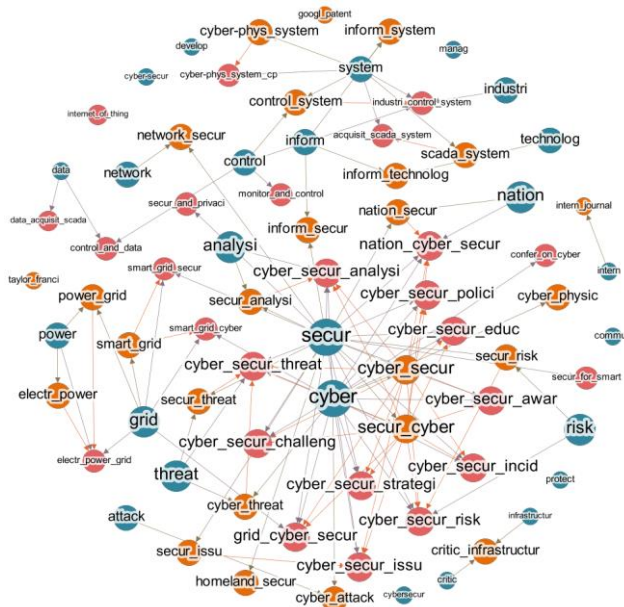 googl_patent
cyber-phys_system
inform_system
develop
manag
system
cyber-secur
cyber-phys_system_cp
industri
control_system
industri_control_system
internet_of_thing
network_secur
acquisit_scada_system
technolog
control
inform
scada_system
data
network
inform_technolog
monitor_and_control
nation
secur_and_privaci
nation_secur
intern_journal
data_acquisit_scada
inform_secur
control_and_data
analysi
nation_cyber_secur
confer_on_cyber
smart_grid_secur
cyber_secur_analysi
intern
taylor_franci
power_grid
secur_analysi
cyber_secur_polici
cyber_physic
smart_grid_cyber
cyber_secur_educ
power
smart_grid
secur
commu
cyber_secur_threat
cyber_secur
secur_risk
electr_power
secur_threat
cyber
cyber_secur_awar
secur_for_smart
grid
secur_cyber
risk
cyber_secur_challeng
electr_power_grid
threat
cyber_secur_incid
cyber_secur_strategi
protect
cyber_threat
attack
grid_cyber_secur
cyber_secur_risk
infrastructur
secur_issu
critic_infrastructur
cyber_secur_issu
homeland_secur
critic
cyber_attack
cybersecur